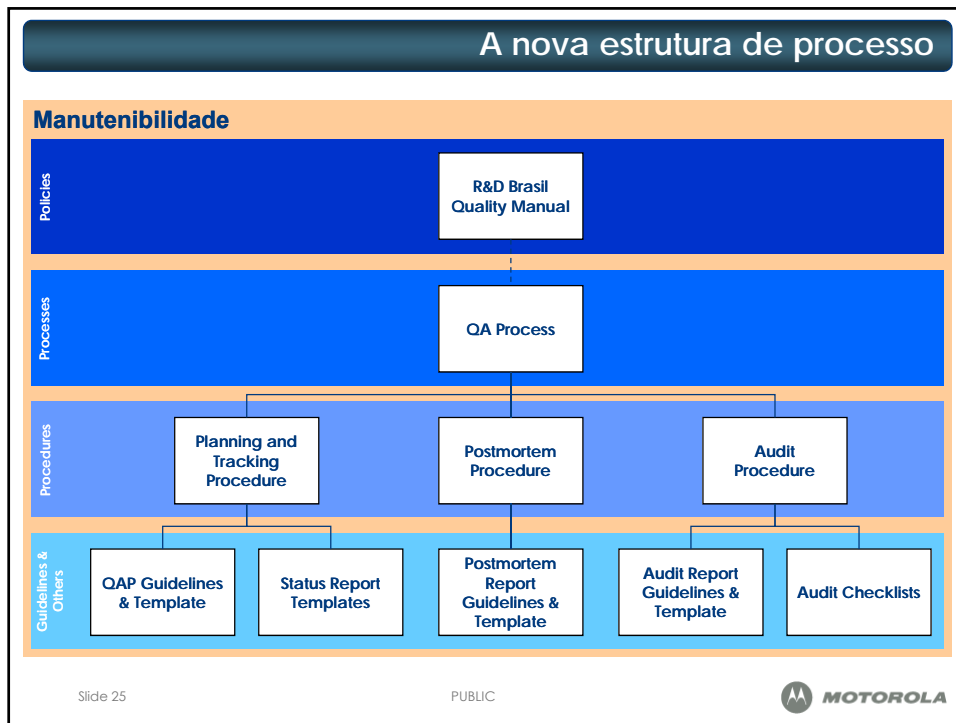 A nova estrutura de processo
Manutenibilidade
Policies
R&D Brasil
Quality Manual
Processes
QA Process
Procedures
Planning and
Tracking
Procedure
Postmortem
Procedure
Audit
Procedure
Guidelines &
Others
QAP Guidelines
& Template
Status Report
Templates
Postmortem
Report
Guidelines &
Template
Audit Report
Guidelines &
Template
Audit Checklists
Slide 25
PUBLIC
MOTOROLA